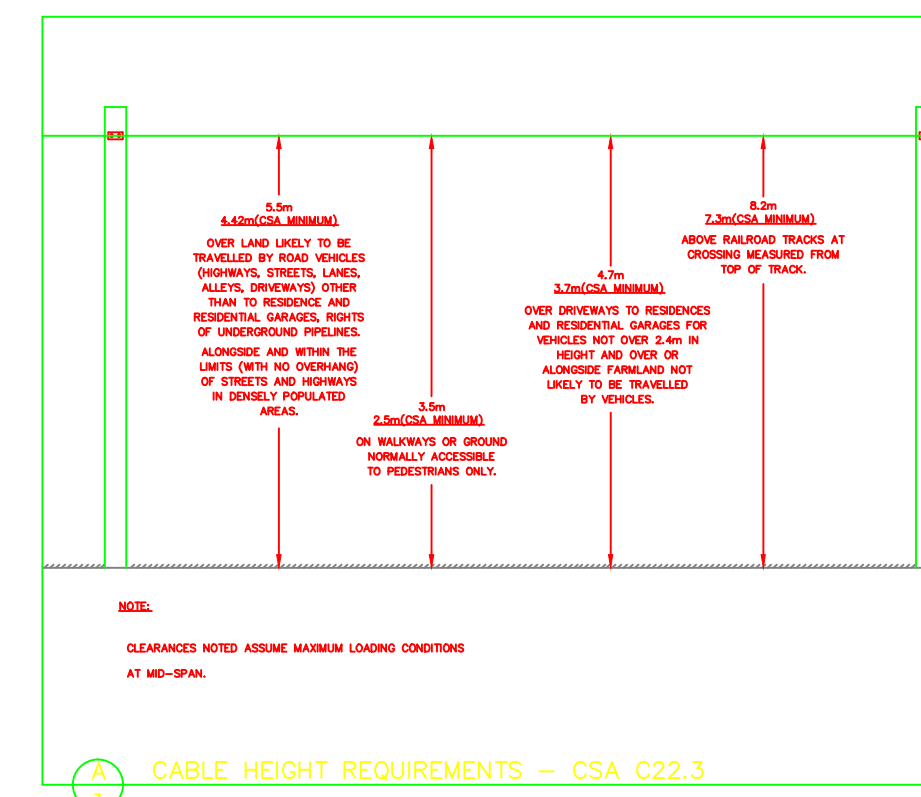 5.5m
4.42m(CSA MINIMUM)
OVER LAND LIKELY TO BE
TRAVELLED BY ROAD VEHICLES
(HIGHWAYS, STREETS, LANES,
ALLEYS, DRIVEWAYS) OTHER
THAN TO RESIDENCE AND
RESIDENTIAL GARAGES, RIGHTS
OF UNDERGROUND PIPELINES.
ALONGSIDE AND WITHIN THE
LIMITS (WITH NO OVERHANG)
OF STREETS AND HIGHWAYS
IN DENSELY POPULATED
AREAS.
3.5m
2.5m(CSA MINIMUM)
ON WALKWAYS OR GROUND
NORMALLY ACCESSIBLE
TO PEDESTRIANS ONLY.
4.7m
3.7m(CSA MINIMUM)
OVER DRIVEWAYS TO RESIDENCES
AND RESIDENTIAL GARAGES FOR
VEHICLES NOT OVER 2.4m IN
HEIGHT AND OVER OR
ALONGSIDE FARMLAND NOT
LIKELY TO BE TRAVELLED
BY VEHICLES.
8.2m
7.3m(CSA MINIMUM)
ABOVE RAILROAD TRACKS AT
CROSSING MEASURED FROM
TOP OF TRACK.
NOTE:
CLEARANCES NOTED ASSUME MAXIMUM LOADING CONDITIONS
AT MID-SPAN.
A
CABLE HEIGHT REQUIREMENTS - CSA C22.3